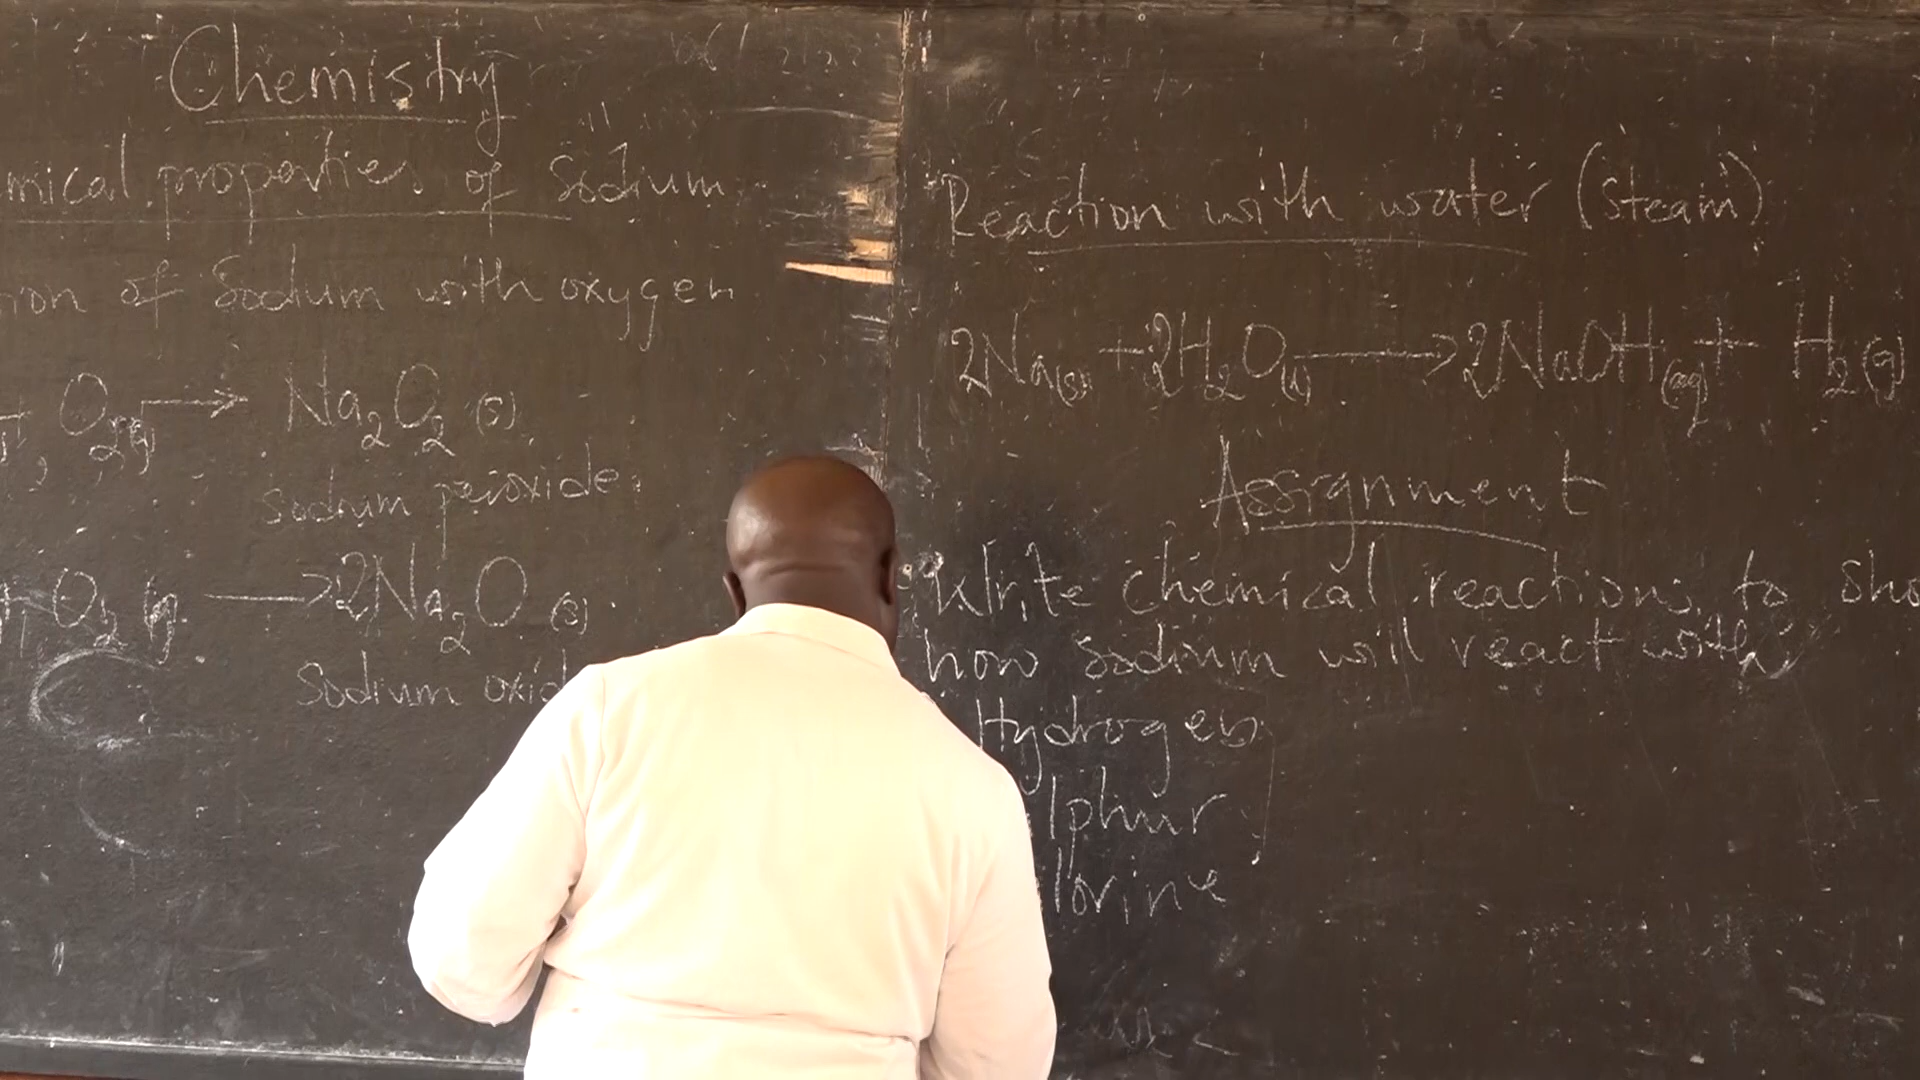 Chemistry
mical properties of Sodium
ion of Sodium with oxygen
O₂(g) → Na₂O₂ (s)
sodium peroxide
O₂ (g) → 2Na₂O (s)
Sodium oxid
Reaction with water (steam)
2Na(s) + 2H₂O(l) → 2NaOH(aq) + H₂(g)
Assignment
Write chemical reactions to sho
how sodium will react with
Hydrogen
lphur
lorine